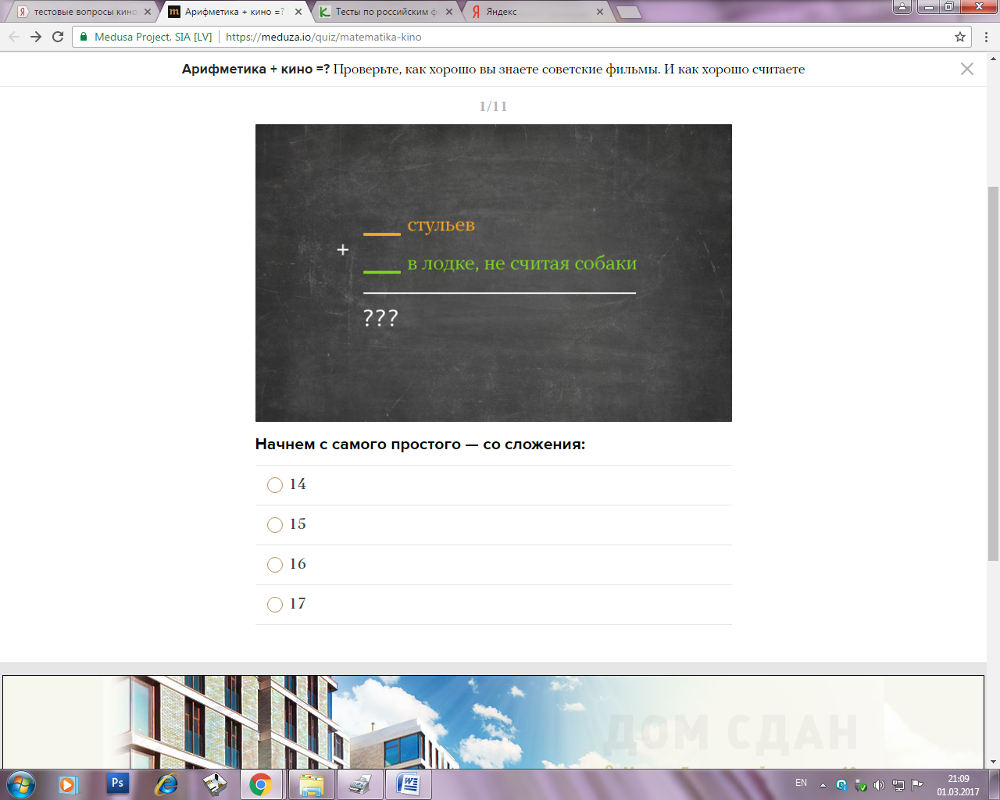 тестовые вопросы кино
Арифметика + кино =?
Тесты по российским ф
Яндекс
Medusa Project, SIA [LV]
https://meduza.io/quiz/matematika-kino
Арифметика + кино =? Проверьте, как хорошо вы знаете советские фильмы. И как хорошо считаете
1/11
___ стульев
+
___ в лодке, не считая собаки
???
Начнем с самого простого — со сложения:
14
15
16
17
ДОМ СДАН
Ps
EN
21:09
01.03.2017